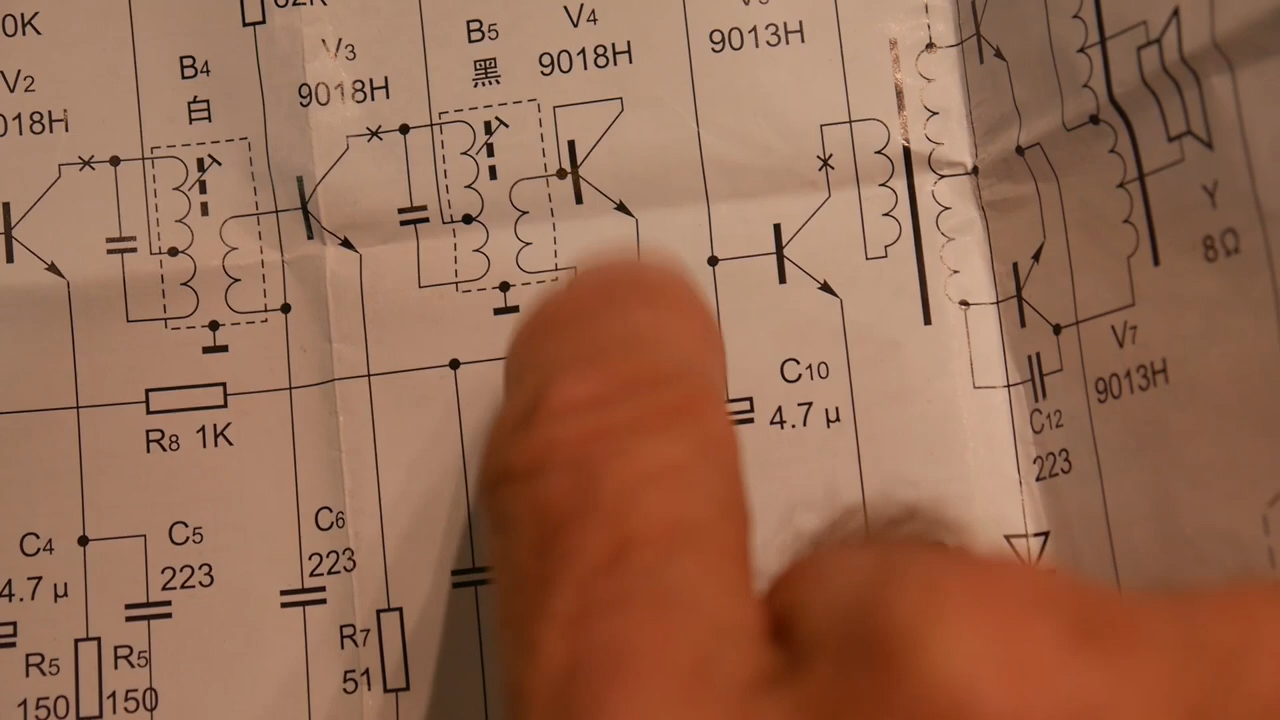 0K
V2
018H
B4
白
V3
9018H
B5
黑
V4
9018H
9013H
Y
8Ω
V7
9013H
C10
4.7 μ
C12
223
R8 1K
C4
4.7 μ
C5
223
C6
223
R5
150
R5
150
R7
51